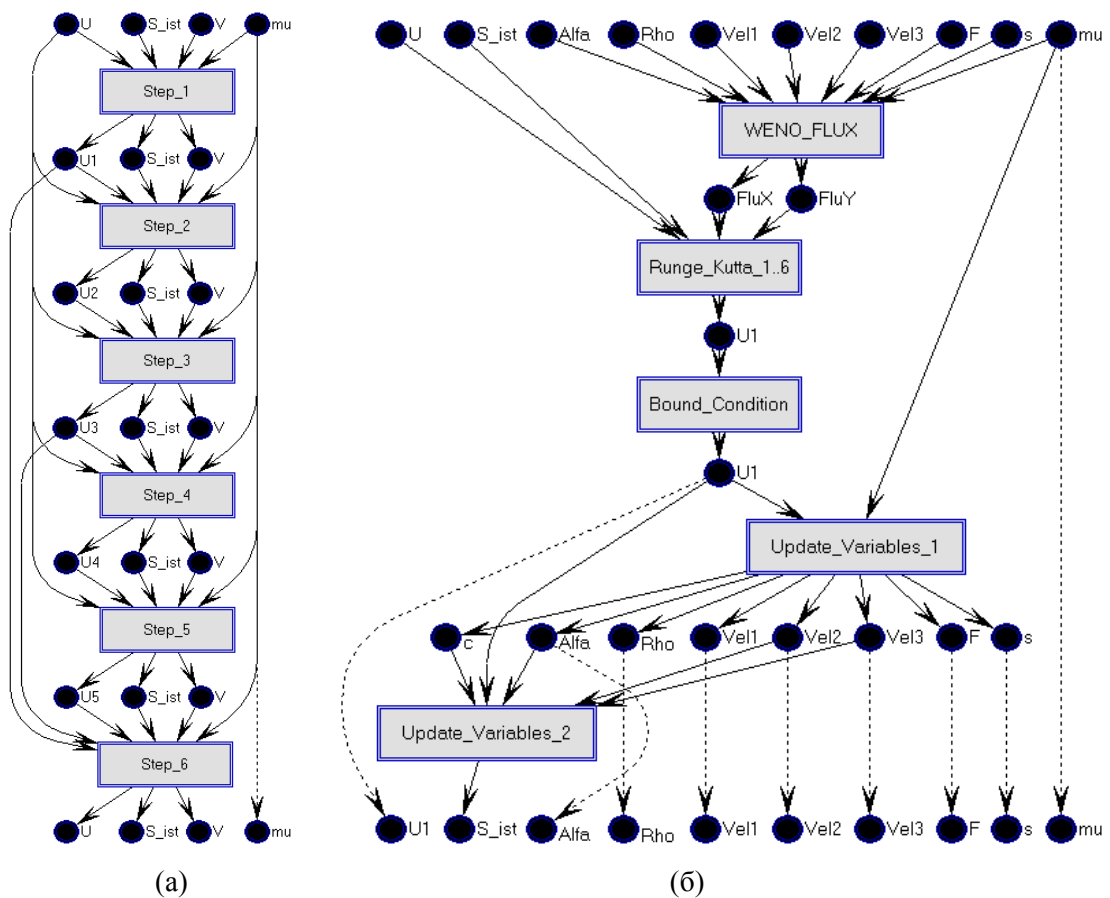 U S_ist V mu
Step_1
U1 S_ist V
Step_2
U2 S_ist V
Step_3
U3 S_ist V
Step_4
U4 S_ist V
Step_5
U5 S_ist V
Step_6
U S_ist V mu
(а)
U S_ist Alfa Rho Vel1 Vel2 Vel3 F s mu
WENO_FLUX
FluX FluY
Runge_Kutta_1..6
U1
Bound_Condition
U1
Update_Variables_1
c Alfa Rho Vel1 Vel2 Vel3 F s
Update_Variables_2
U1 S_ist Alfa Rho Vel1 Vel2 Vel3 F s mu
(б)